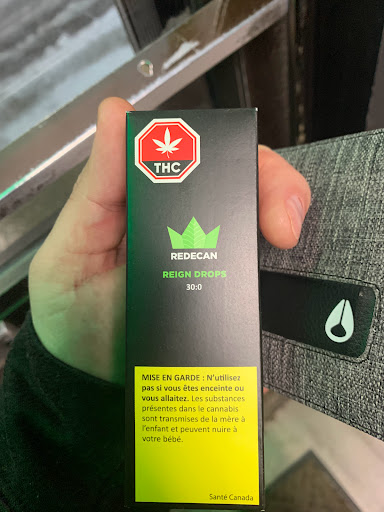 THC
REDECAN
REIGN DROPS
30:0
MISE EN GARDE : N'utilisez
pas si vous êtes enceinte ou
vous allaitez. Les substances
présentes dans le cannabis
sont transmises de la mère à
l'enfant et peuvent nuire à
votre bébé.
Santé Canada